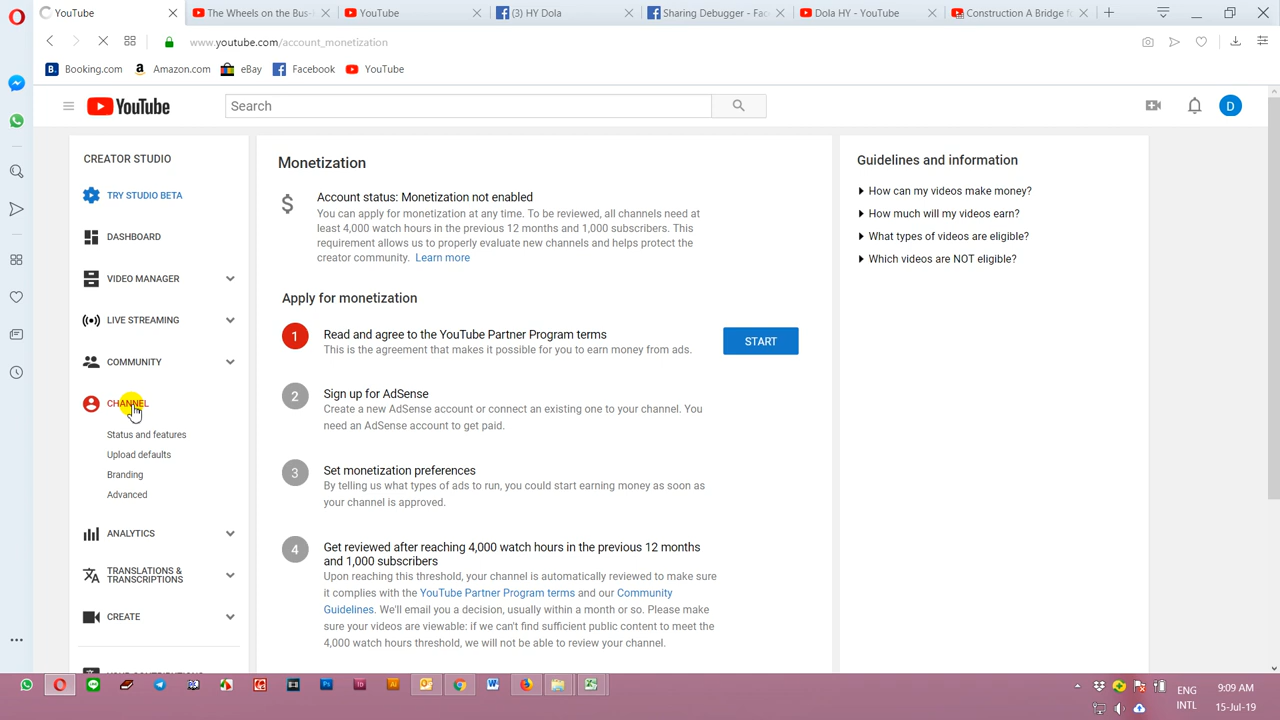 YouTube
The Wheels on the Bus-
YouTube
(3) HY Dola
Sharing Debugger - Fac
Dola HY - YouTube
Construction A Bridge fo
www.youtube.com/account_monetization
Booking.com
Amazon.com
eBay
Facebook
YouTube
YouTube
Search
D
CREATOR STUDIO
TRY STUDIO BETA
DASHBOARD
VIDEO MANAGER
LIVE STREAMING
COMMUNITY
CHANNEL
Status and features
Upload defaults
Branding
Advanced
ANALYTICS
TRANSLATIONS &
TRANSCRIPTIONS
CREATE
Monetization
Account status: Monetization not enabled
You can apply for monetization at any time. To be reviewed, all channels need at
least 4,000 watch hours in the previous 12 months and 1,000 subscribers. This
requirement allows us to properly evaluate new channels and helps protect the
creator community. Learn more
Apply for monetization
1
Read and agree to the YouTube Partner Program terms
This is the agreement that makes it possible for you to earn money from ads.
START
2
Sign up for AdSense
Create a new AdSense account or connect an existing one to your channel. You
need an AdSense account to get paid.
3
Set monetization preferences
By telling us what types of ads to run, you could start earning money as soon as
your channel is approved.
4
Get reviewed after reaching 4,000 watch hours in the previous 12 months
and 1,000 subscribers
Upon reaching this threshold, your channel is automatically reviewed to make sure
it complies with the YouTube Partner Program terms and our Community
Guidelines. We'll email you a decision, usually within a month or so. Please make
sure your videos are viewable: if we can't find sufficient public content to meet the
4,000 watch hours threshold, we will not be able to review your channel.
Guidelines and information
How can my videos make money?
How much will my videos earn?
What types of videos are eligible?
Which videos are NOT eligible?
ENG
INTL
9:09 AM
15-Jul-19